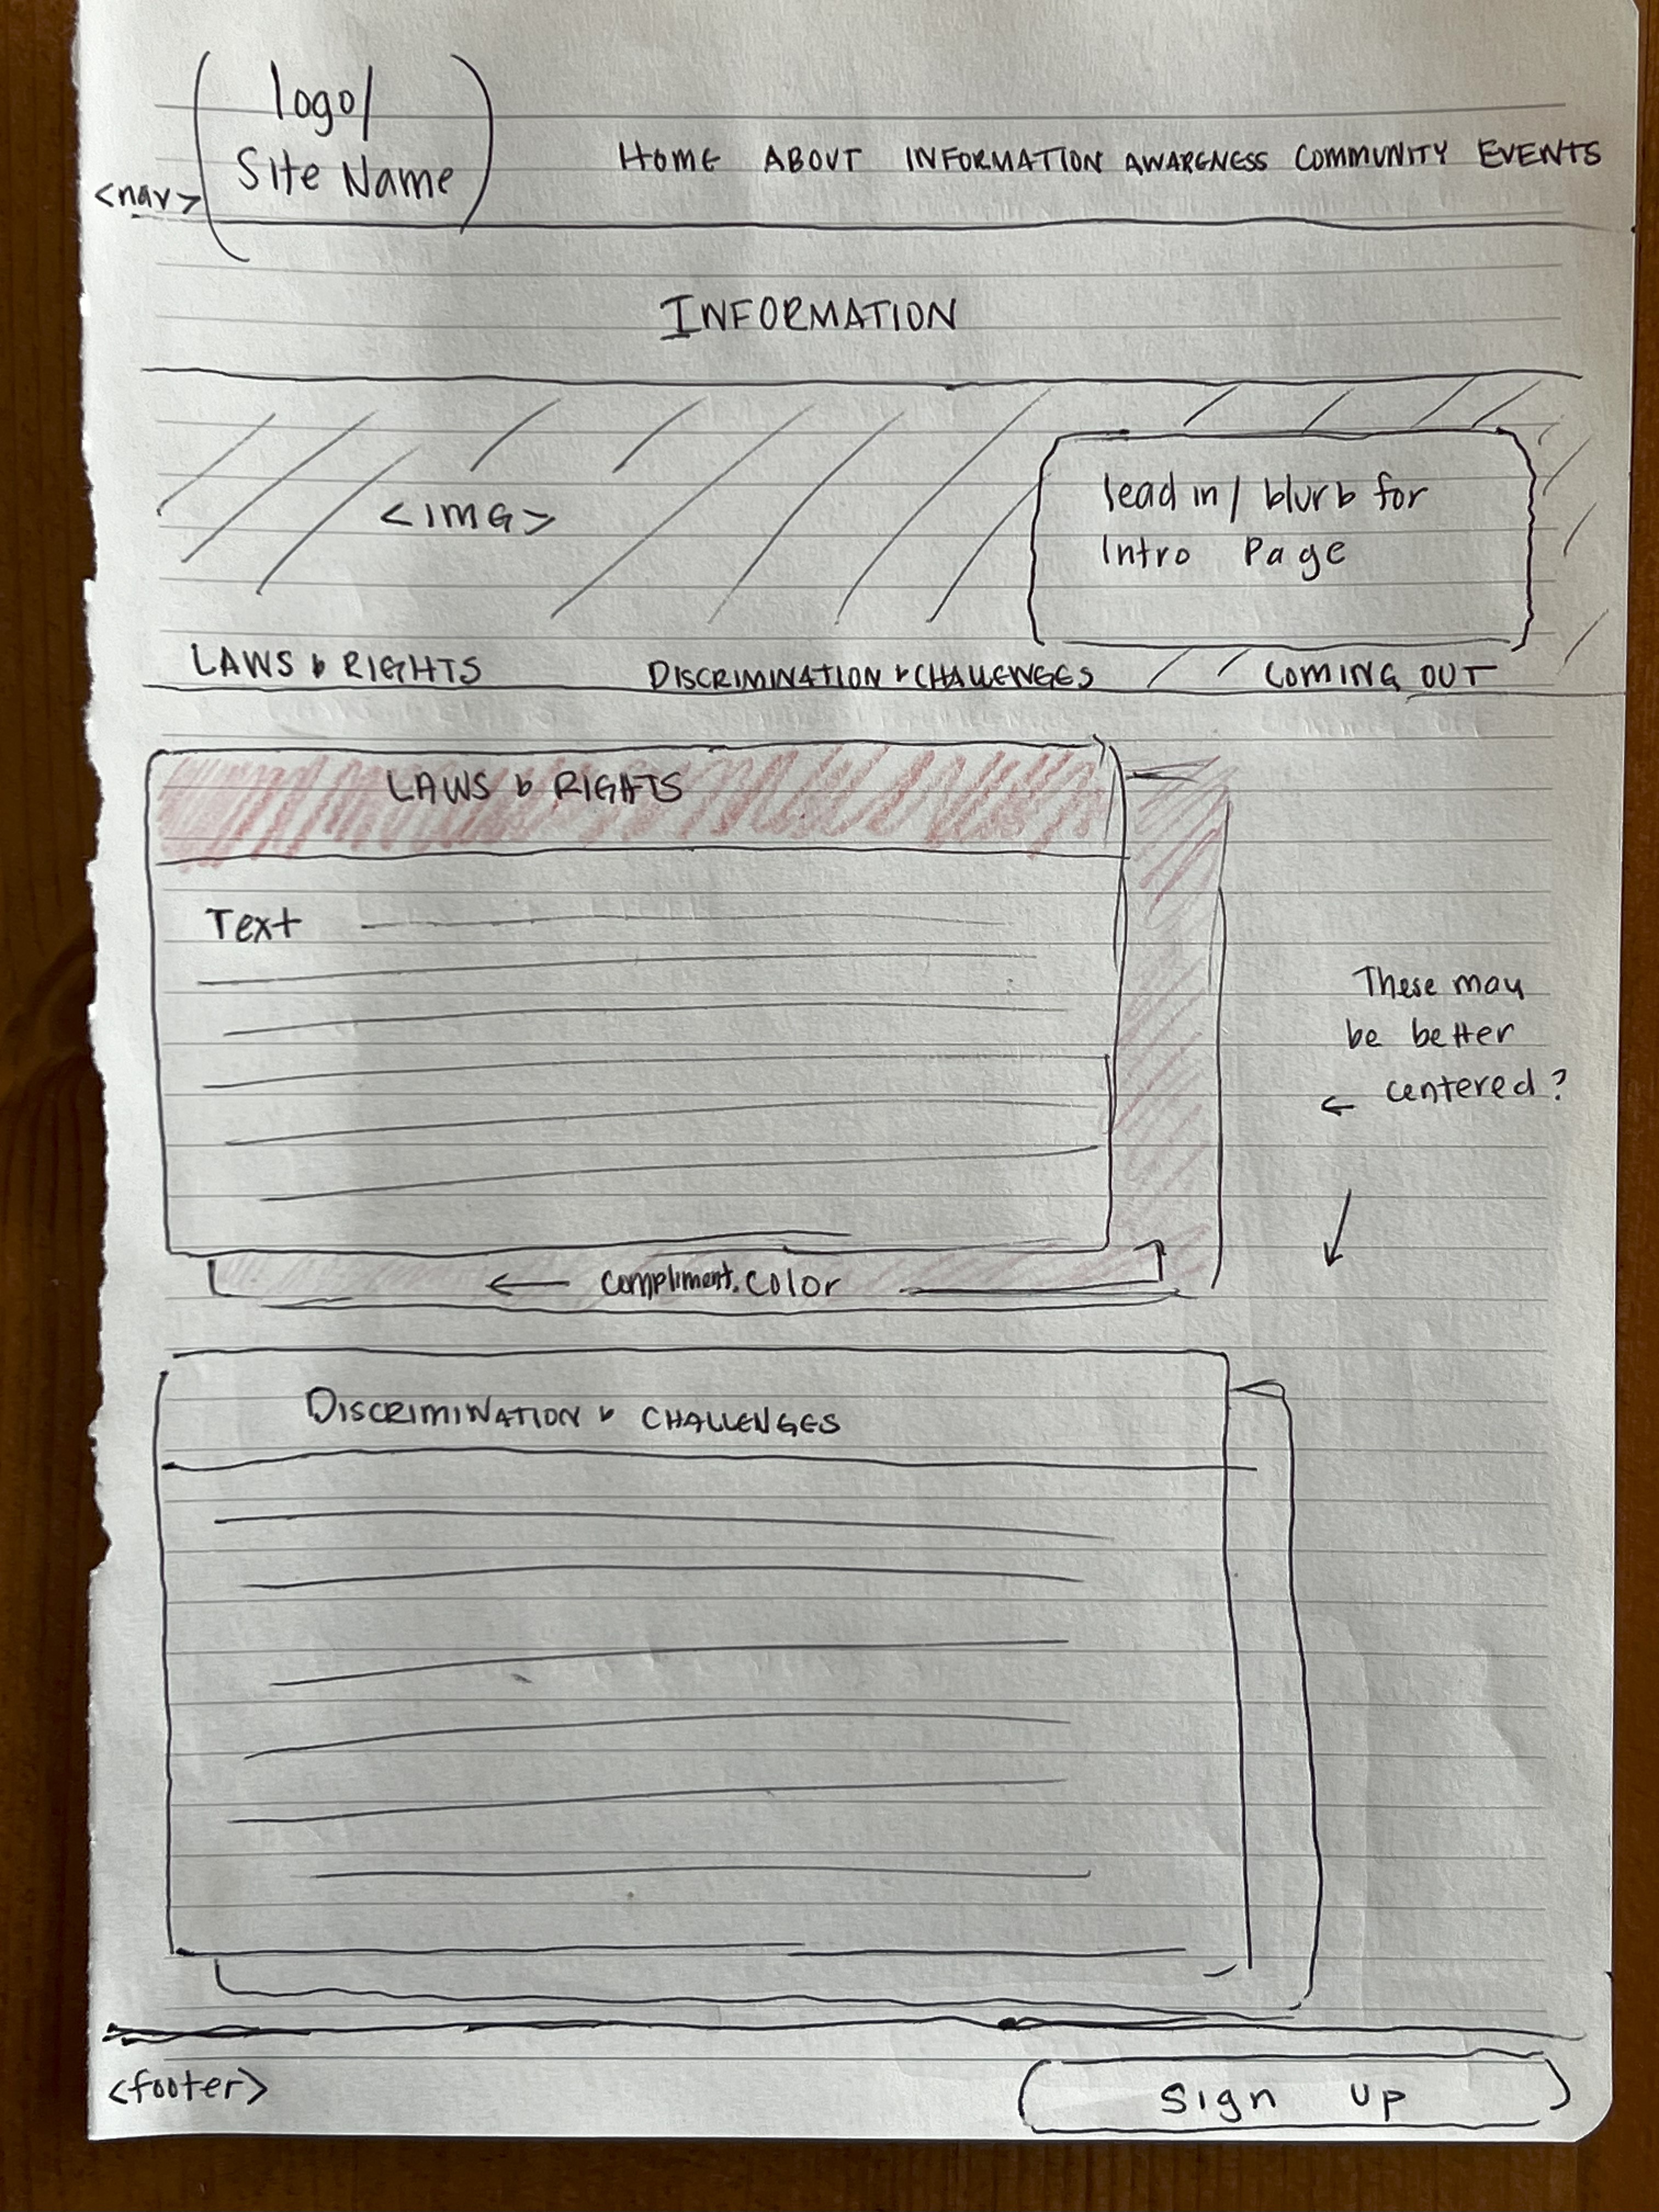 logo/
Site Name
<nav>
HOME ABOUT INFORMATION AWARENESS COMMUNITY EVENTS
INFORMATION
<IMG>
lead in / blurb for
Intro Page
LAWS & RIGHTS DISCRIMINATION & CHALLENGES COMING OUT
LAWS & RIGHTS
Text
These may
be better
← centered?
← compliment. color
DISCRIMINATION & CHALLENGES
<footer>
Sign up